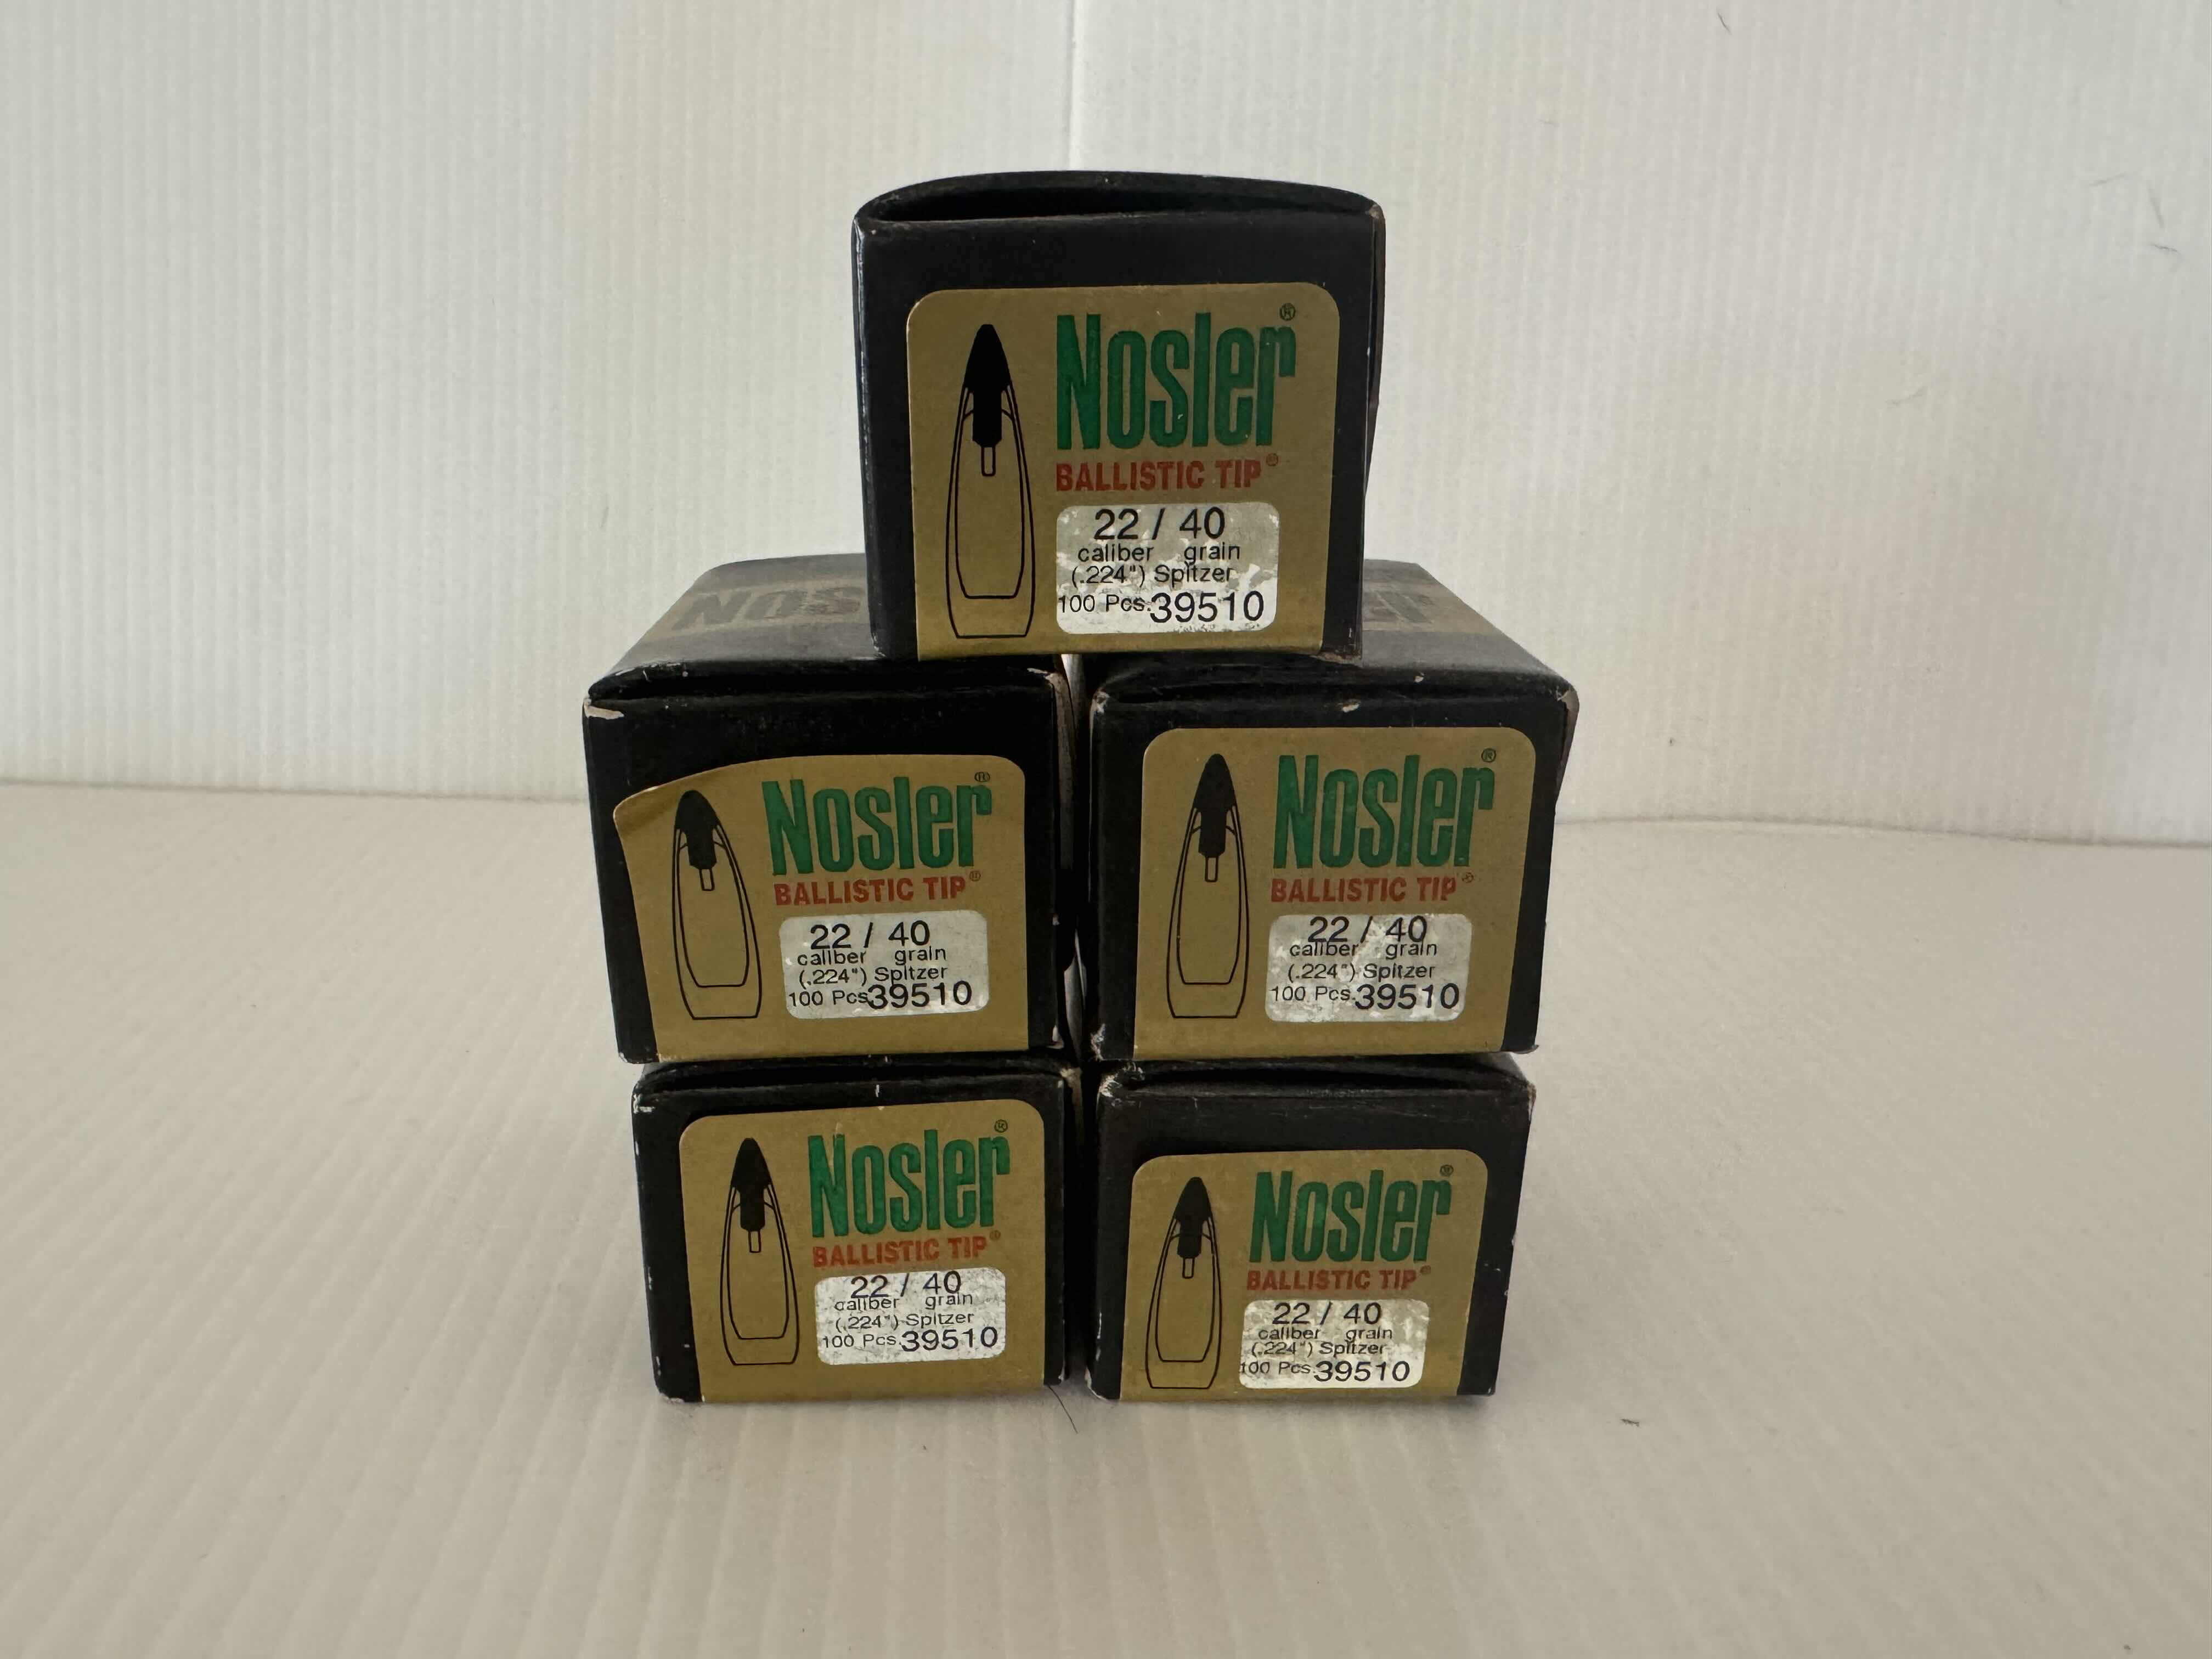 Nosler®
BALLISTIC TIP®
22 / 40
caliber grain
(.224") Spitzer
100 Pcs. 39510
NOS
Nosler®
BALLISTIC TIP®
22 / 40
caliber grain
(.224") Spitzer
100 Pcs. 39510
Nosler®
BALLISTIC TIP®
22 / 40
caliber grain
(.224") Spitzer
100 Pcs. 39510
Nosler®
BALLISTIC TIP®
22 / 40
caliber grain
(.224") Spitzer
100 Pcs. 39510
Nosler®
BALLISTIC TIP®
22 / 40
caliber grain
(.224") Spitzer
100 Pcs. 39510